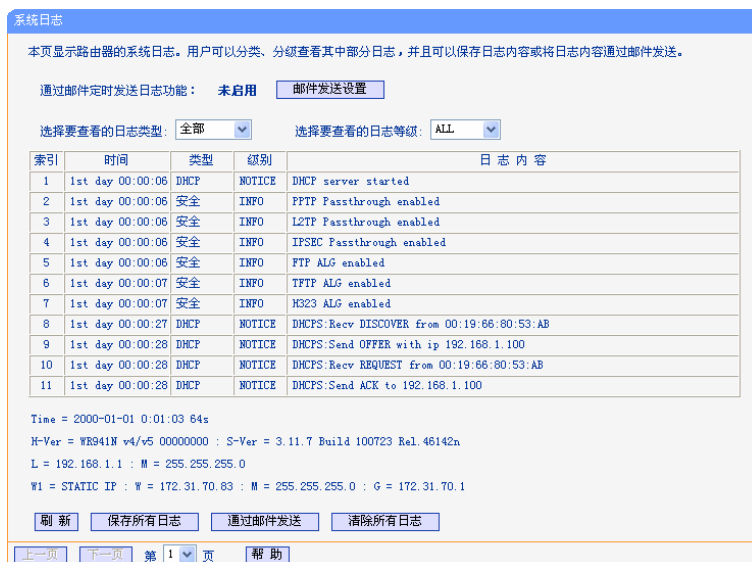 系统日志
本页显示路由器的系统日志。用户可以分类、分级查看其中部分日志，并且可以保存日志内容或将日志内容通过邮件发送。
通过邮件定时发送日志功能： 未启用 邮件发送设置
选择要查看的日志类型: 全部 选择要查看的日志等级: ALL
索引 时间 类型 级别 日 志 内 容
1 1st day 00:00:06 DHCP NOTICE DHCP server started
2 1st day 00:00:06 安全 INFO PPTP Passthrough enabled
3 1st day 00:00:06 安全 INFO L2TP Passthrough enabled
4 1st day 00:00:06 安全 INFO IPSEC Passthrough enabled
5 1st day 00:00:06 安全 INFO FTP ALG enabled
6 1st day 00:00:07 安全 INFO TFTP ALG enabled
7 1st day 00:00:07 安全 INFO H323 ALG enabled
8 1st day 00:00:27 DHCP NOTICE DHCPS:Recv DISCOVER from 00:19:66:80:53:AB
9 1st day 00:00:28 DHCP NOTICE DHCPS:Send OFFER with ip 192.168.1.100
10 1st day 00:00:28 DHCP NOTICE DHCPS:Recv REQUEST from 00:19:66:80:53:AB
11 1st day 00:00:28 DHCP NOTICE DHCPS:Send ACK to 192.168.1.100
Time = 2000-01-01 0:01:03 64s
H-Ver = WR941N v4/v5 00000000 : S-Ver = 3.11.7 Build 100723 Rel.46142n
L = 192.168.1.1 : M = 255.255.255.0
W1 = STATIC IP : W = 172.31.70.83 : M = 255.255.255.0 : G = 172.31.70.1
刷 新 保存所有日志 通过邮件发送 清除所有日志
上一页 下一页 第 1 页 帮 助